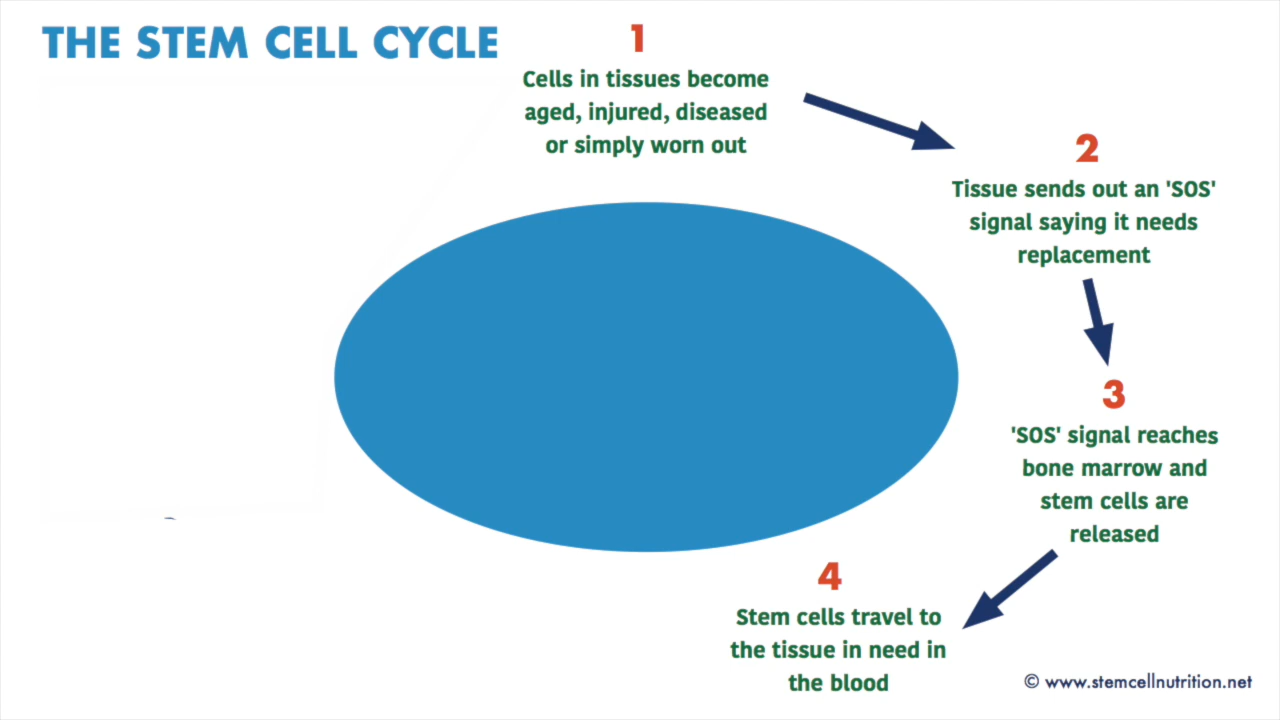 THE STEM CELL CYCLE
1
Cells in tissues become
aged, injured, diseased
or simply worn out
2
Tissue sends out an 'SOS'
signal saying it needs
replacement
3
'SOS' signal reaches
bone marrow and
stem cells are
released
4
Stem cells travel to
the tissue in need in
the blood
© www.stemcellnutrition.net